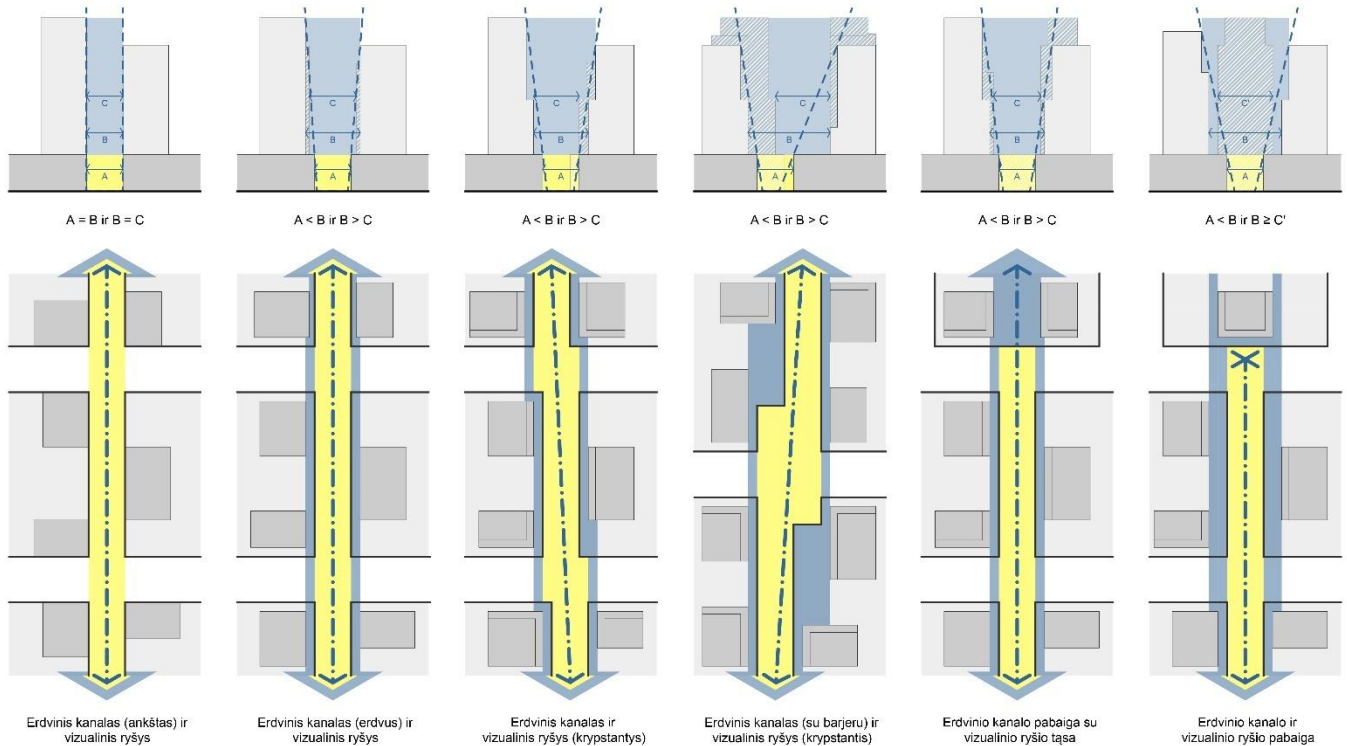 C
B
A
C
B
A
C
B
A
C
B
A
C
B
A
C'
B
A
A = B ir B = C
A < B ir B > C
A < B ir B > C
A < B ir B > C
A < B ir B > C
A < B ir B ≥ C'
Erdvinis kanalas (ankštas) ir
vizualinis ryšys
Erdvinis kanalas (erdvus) ir
vizualinis ryšys
Erdvinis kanalas ir
vizualinis ryšys (krypstantys)
Erdvinis kanalas (su barjeru) ir
vizualinis ryšys (krypstantis)
Erdvinio kanalo pabaiga su
vizualinio ryšio tąsa
Erdvinio kanalo ir
vizualinio ryšio pabaiga